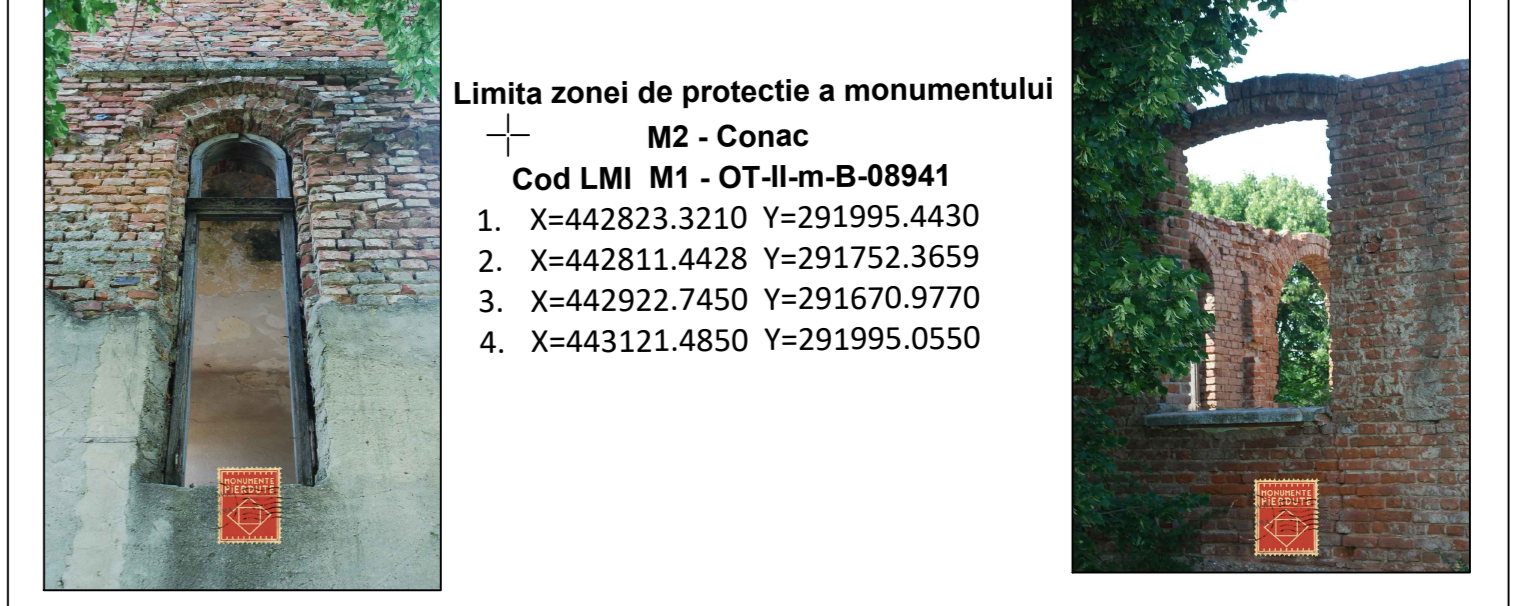 Limita zonei de protectie a monumentului
M2 - Conac
Cod LMI M1 - OT-II-m-B-08941
1. X=442823.3210 Y=291995.4430
2. X=442811.4428 Y=291752.3659
3. X=442922.7450 Y=291670.9770
4. X=443121.4850 Y=291995.0550
MONUMENTE
PIERDUTE
MONUMENTE
PIERDUTE